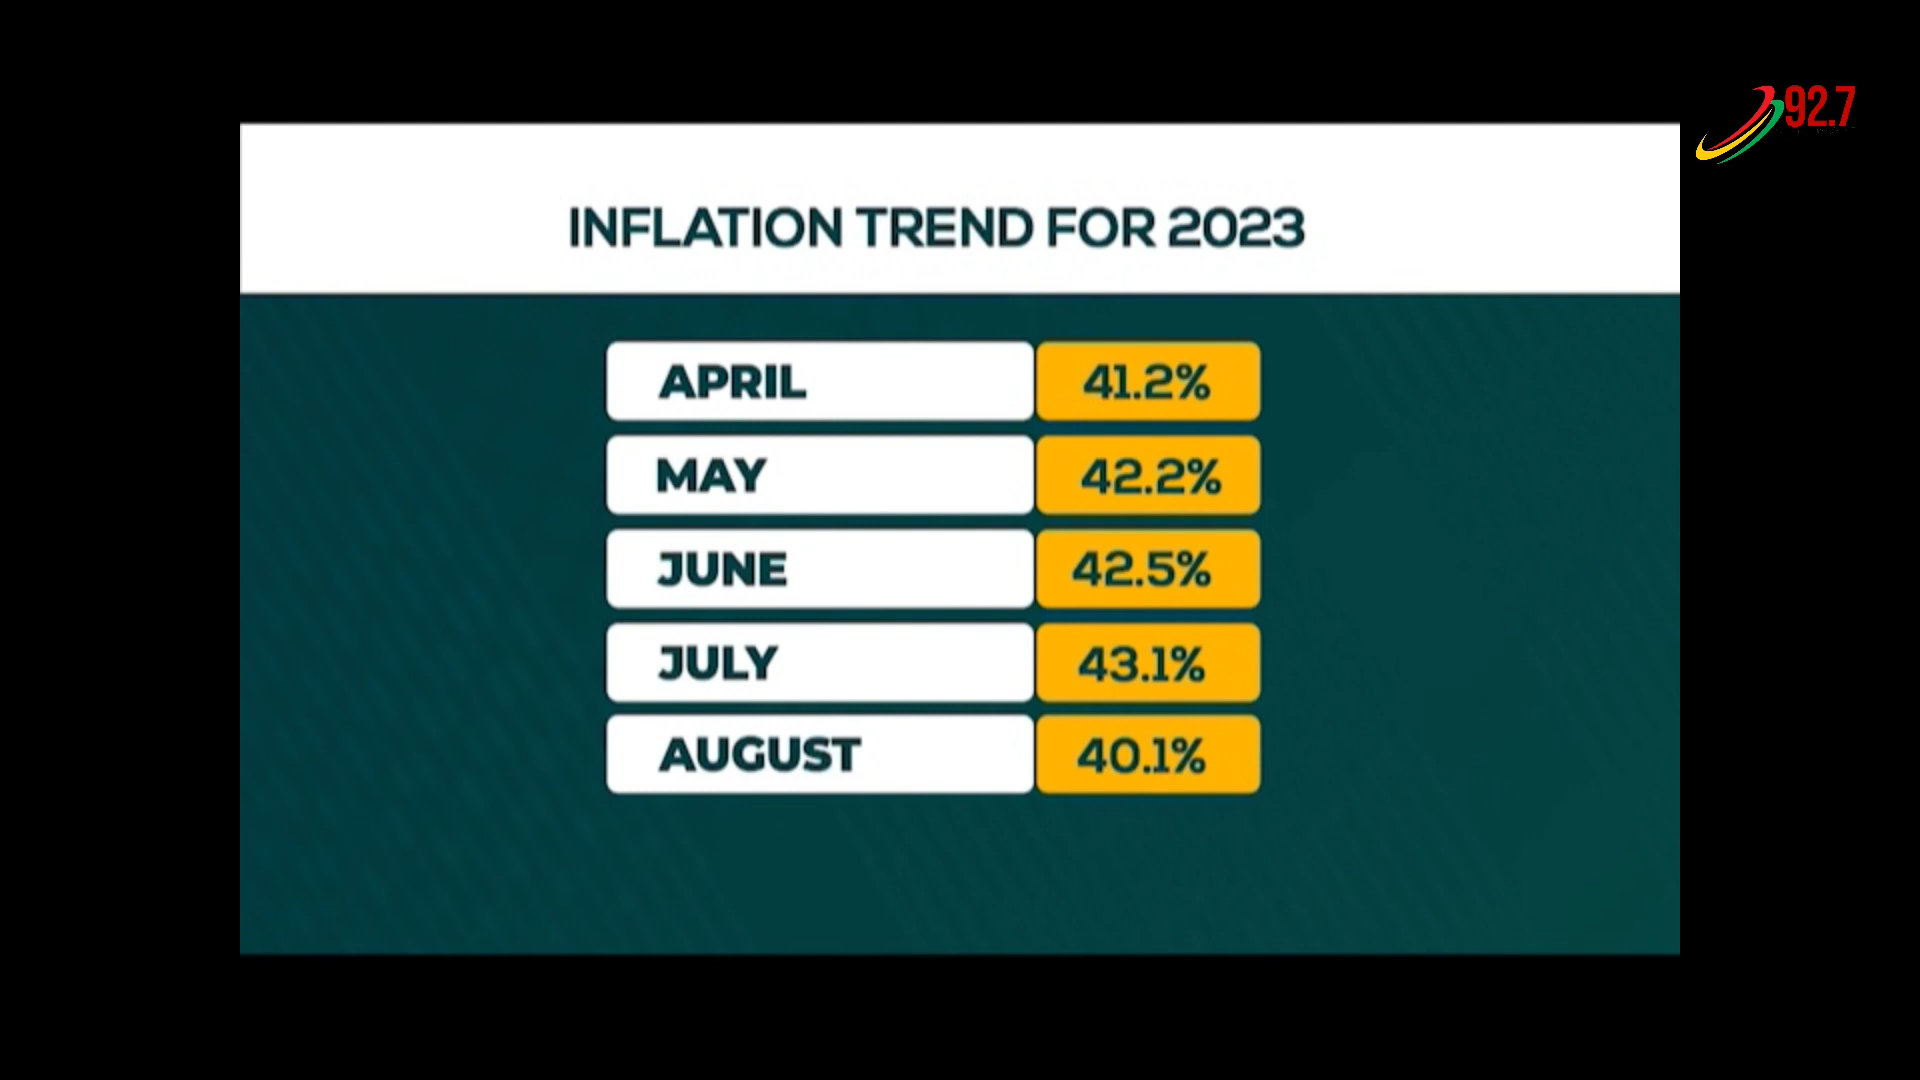 92.7
INFLATION TREND FOR 2023
APRIL 41.2%
MAY 42.2%
JUNE 42.5%
JULY 43.1%
AUGUST 40.1%